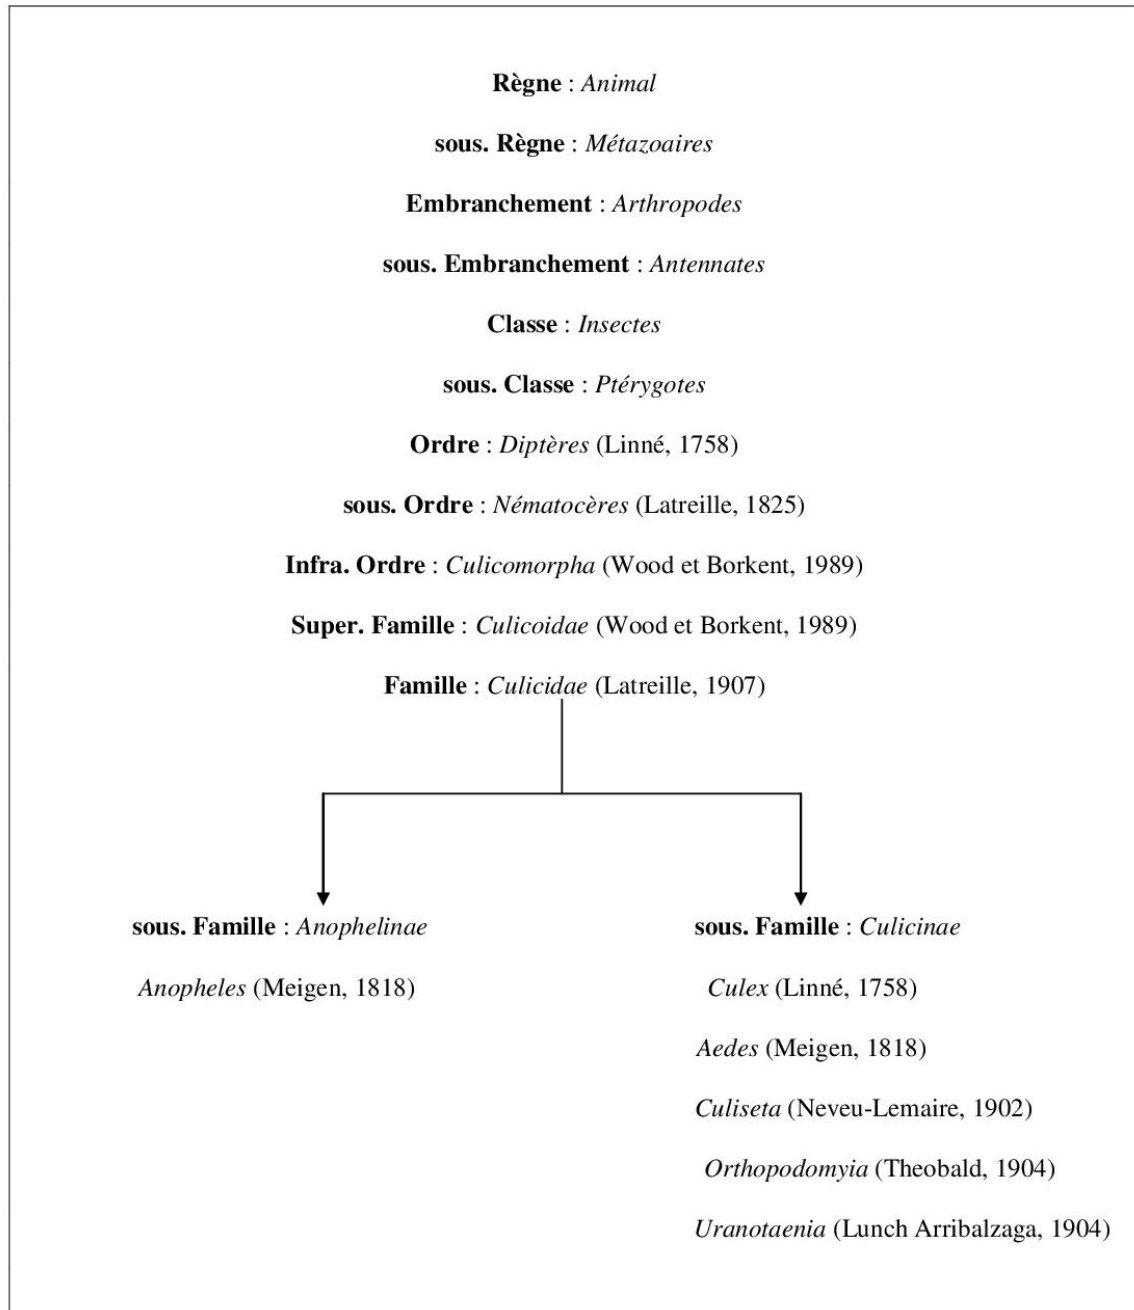 Règne : Animal
sous. Règne : Métazoaires
Embranchement : Arthropodes
sous. Embranchement : Antennates
Classe : Insectes
sous. Classe : Ptérygotes
Ordre : Diptères (Linné, 1758)
sous. Ordre : Nématocères (Latreille, 1825)
Infra. Ordre : Culicomorpha (Wood et Borkent, 1989)
Super. Famille : Culicoidae (Wood et Borkent, 1989)
Famille : Culicidae (Latreille, 1907)
sous. Famille : Anophelinae
Anopheles (Meigen, 1818)
sous. Famille : Culicinae
Culex (Linné, 1758)
Aedes (Meigen, 1818)
Culiseta (Neveu-Lemaire, 1902)
Orthopodomyia (Theobald, 1904)
Uranotaenia (Lunch Arribalzaga, 1904)